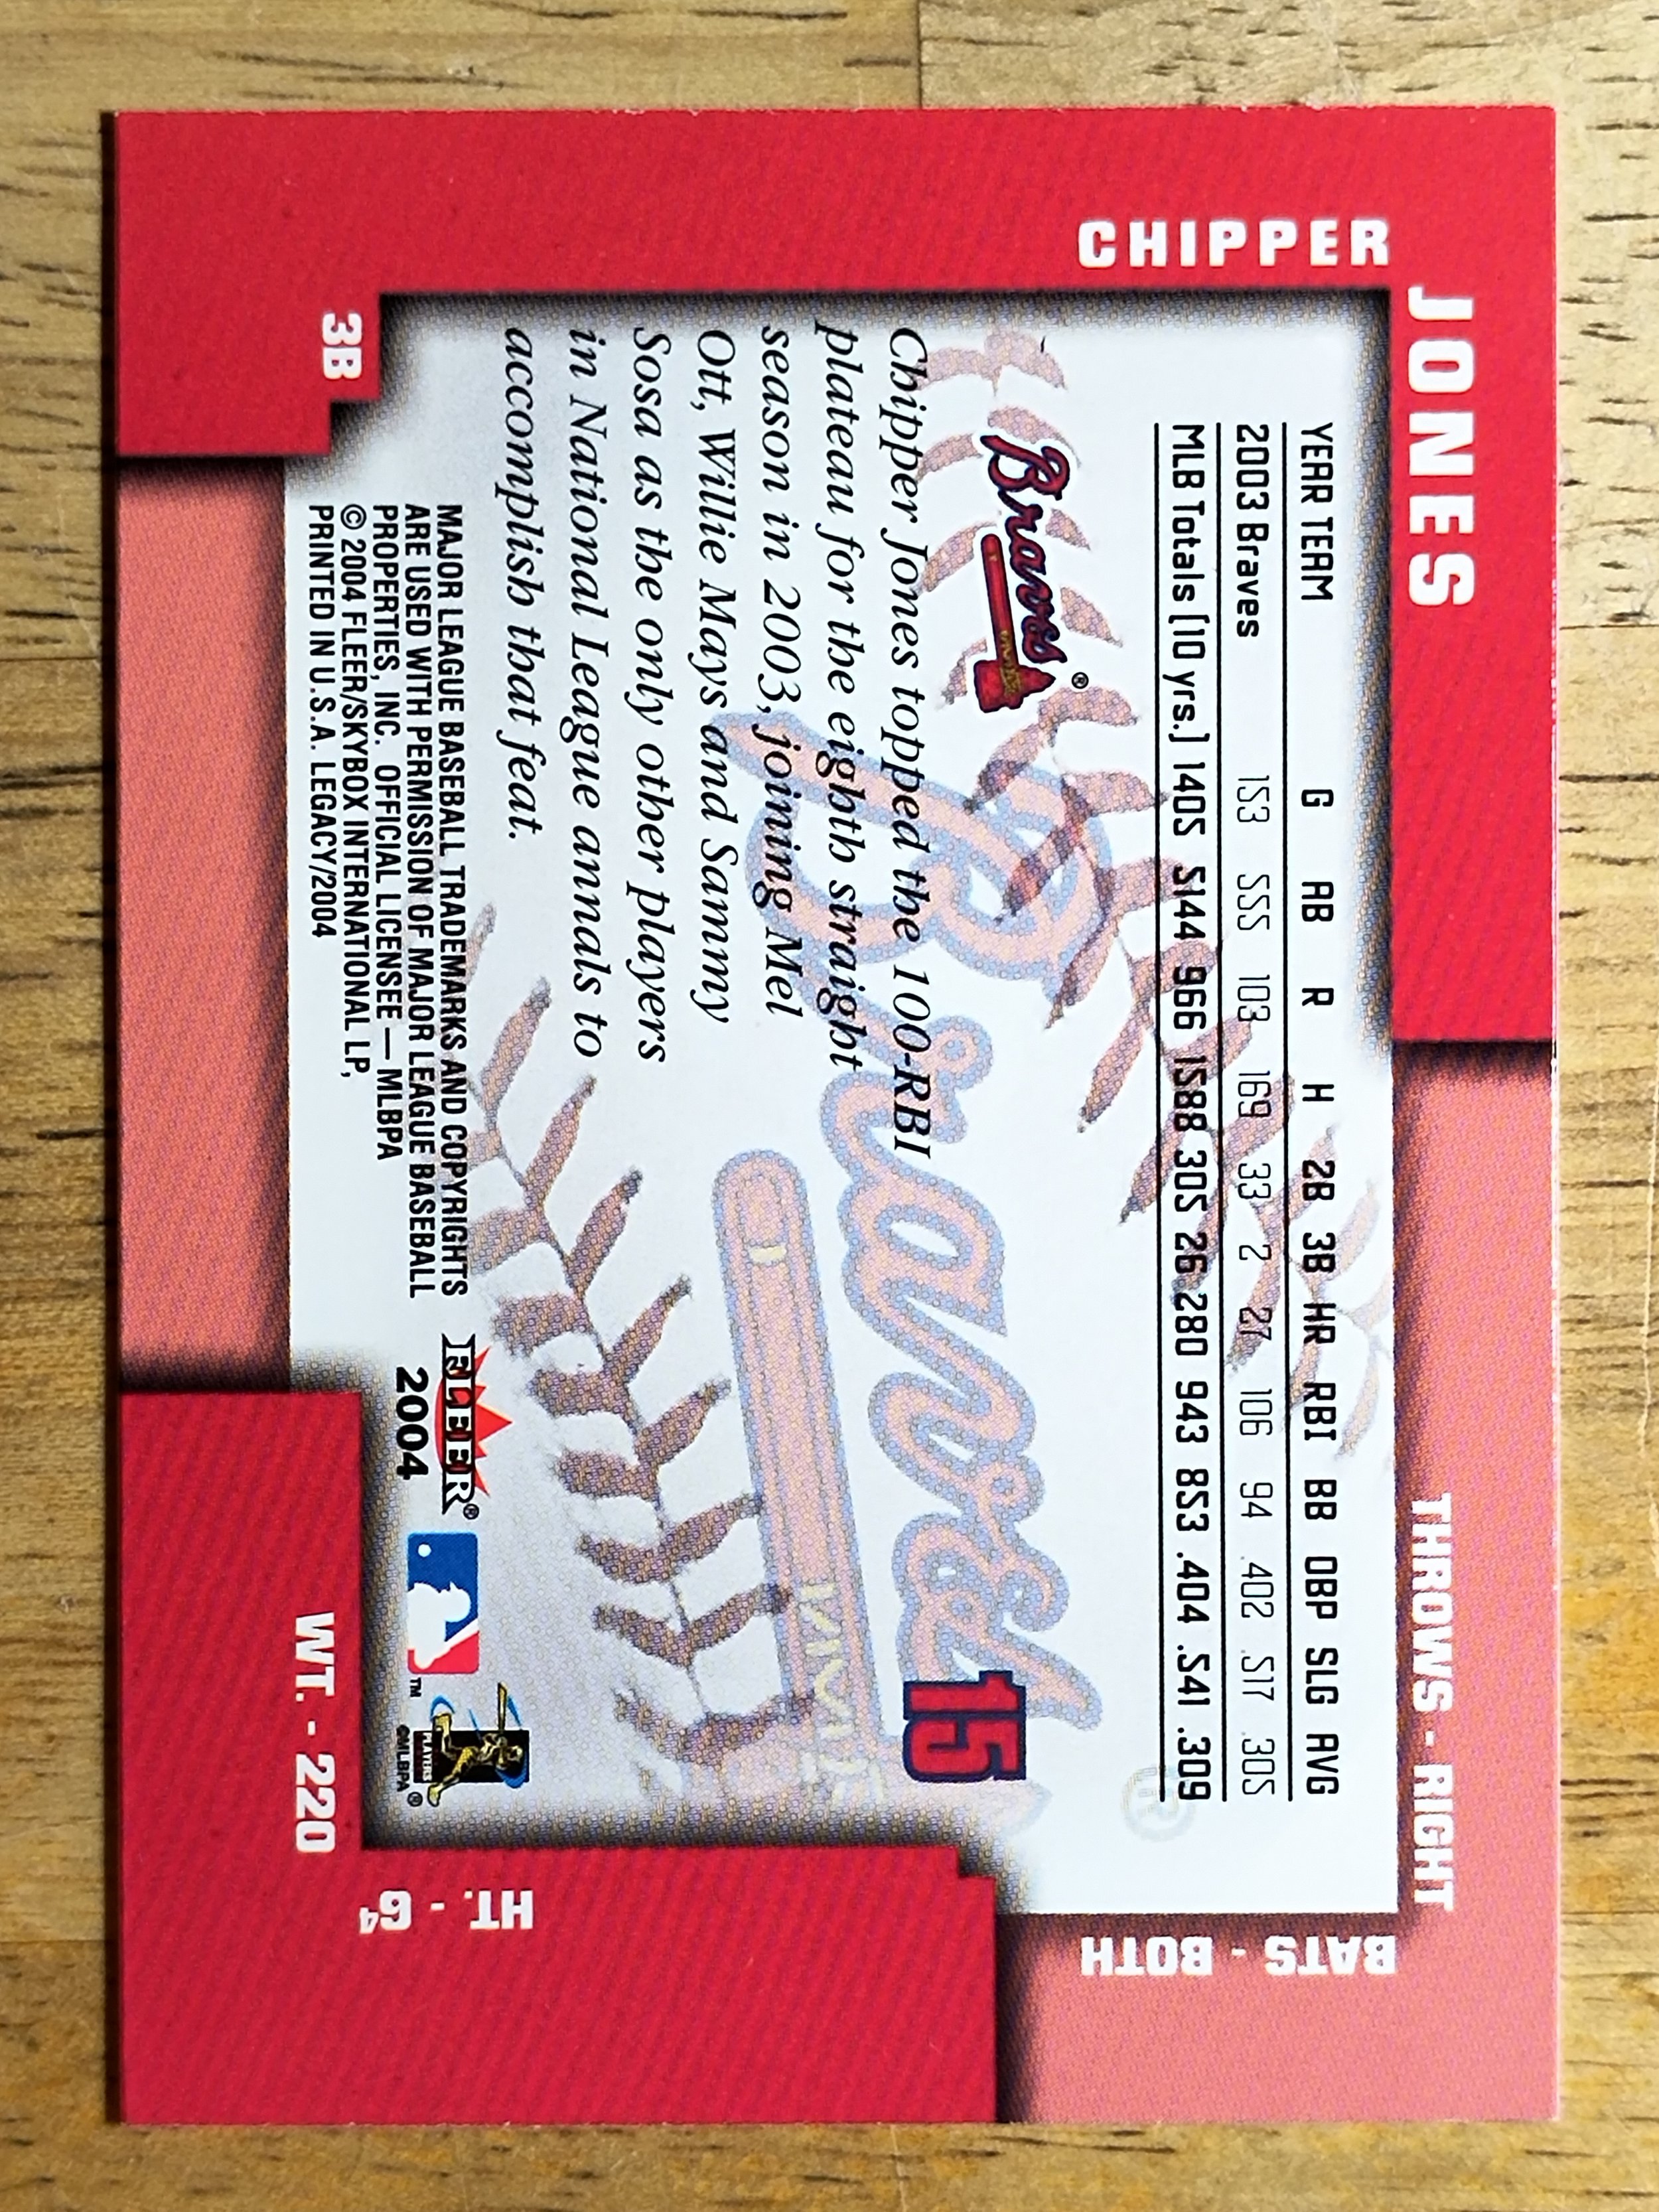 CHIPPER
JONES
THROWS - RIGHT
BATS - BOTH
YEAR TEAM G AB R H 2B 3B HR RBI BB OBP SLG AVG
2003 Braves 153 555 103 169 33 2 27 106 94 .402 .517 .305
MLB Totals (10 yrs.) 1405 5144 966 1588 305 26 280 943 853 .404 .541 .309
Braves®
Braves ®
15
Chipper Jones topped the 100-RBI
plateau for the eighth straight
season in 2003, joining Mel
Ott, Willie Mays and Sammy
Sosa as the only other players
in National League annals to
accomplish that feat.
MAJOR LEAGUE BASEBALL TRADEMARKS AND COPYRIGHTS
ARE USED WITH PERMISSION OF MAJOR LEAGUE BASEBALL
PROPERTIES, INC. OFFICIAL LICENSEE — MLBPA
© 2004 FLEER/SKYBOX INTERNATIONAL LP,
PRINTED IN U.S.A. LEGACY/2004
FLEER®
2004
TM
PLAYERS
©MLBPA®
3B
WT. - 220
HT. - 6⁴